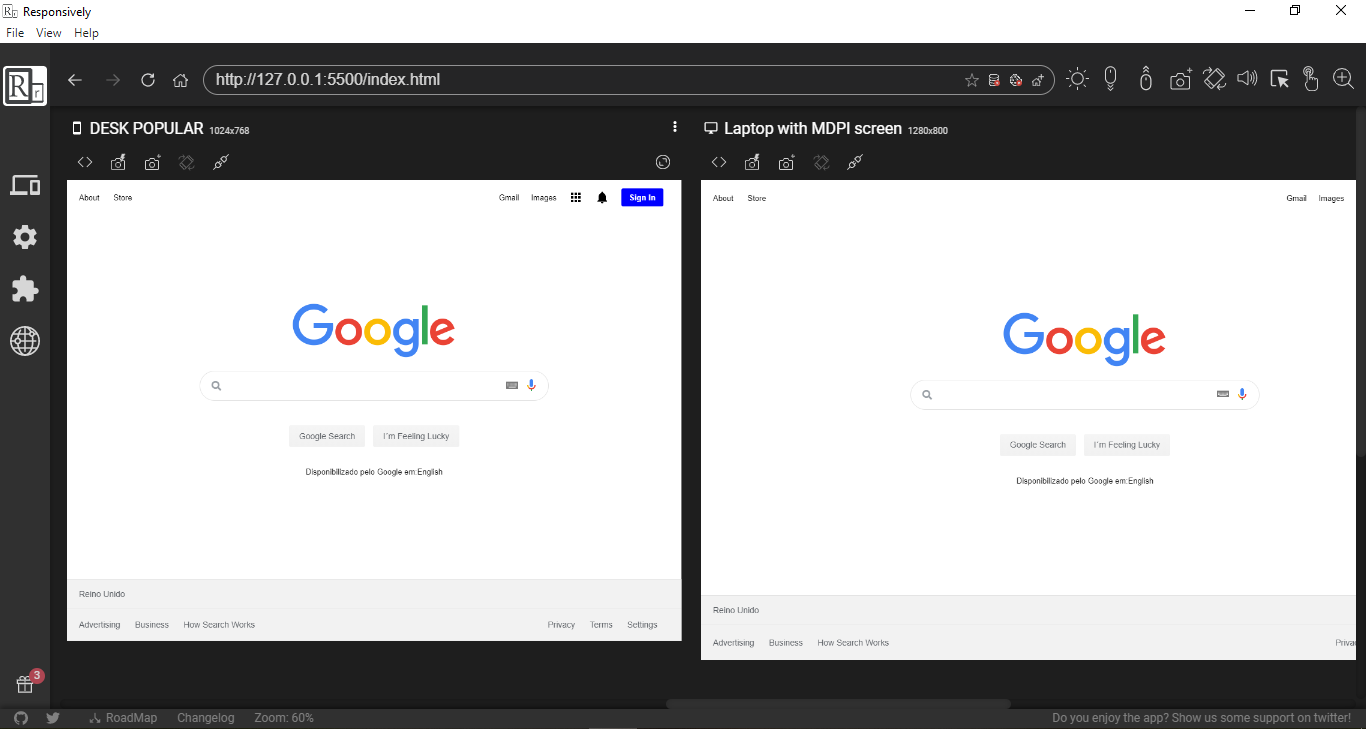 Rr Responsively
File View Help
Rr
http://127.0.0.1:5500/index.html
DESK POPULAR 1024x768
Laptop with MDPI screen 1280x800
About Store Gmail Images Sign In
About Store Gmail Images
Google
Google
Google Search I'm Feeling Lucky
Google Search I'm Feeling Lucky
Disponibilizado pelo Google em:English
Disponibilizado pelo Google em:English
Reino Unido
Reino Unido
Advertising Business How Search Works Privacy Terms Settings
Advertising Business How Search Works
3
RoadMap Changelog Zoom: 60% Do you enjoy the app? Show us some support on twitter!